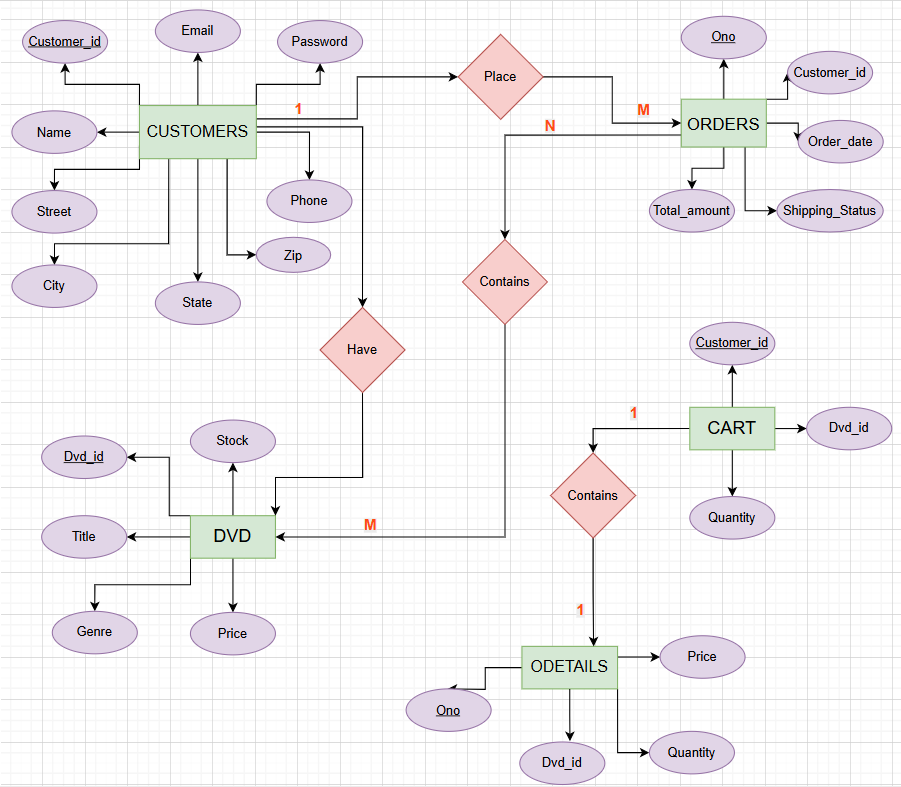 Customer_id
Email
Password
Name
CUSTOMERS
1
Place
M
Ono
Customer_id
ORDERS
Order_date
N
Street
Phone
Total_amount
Shipping_Status
City
State
Zip
Contains
Have
Customer_id
CART
Dvd_id
Quantity
1
Contains
Dvd_id
Stock
Title
DVD
M
Genre
Price
1
ODETAILS
Price
Ono
Dvd_id
Quantity